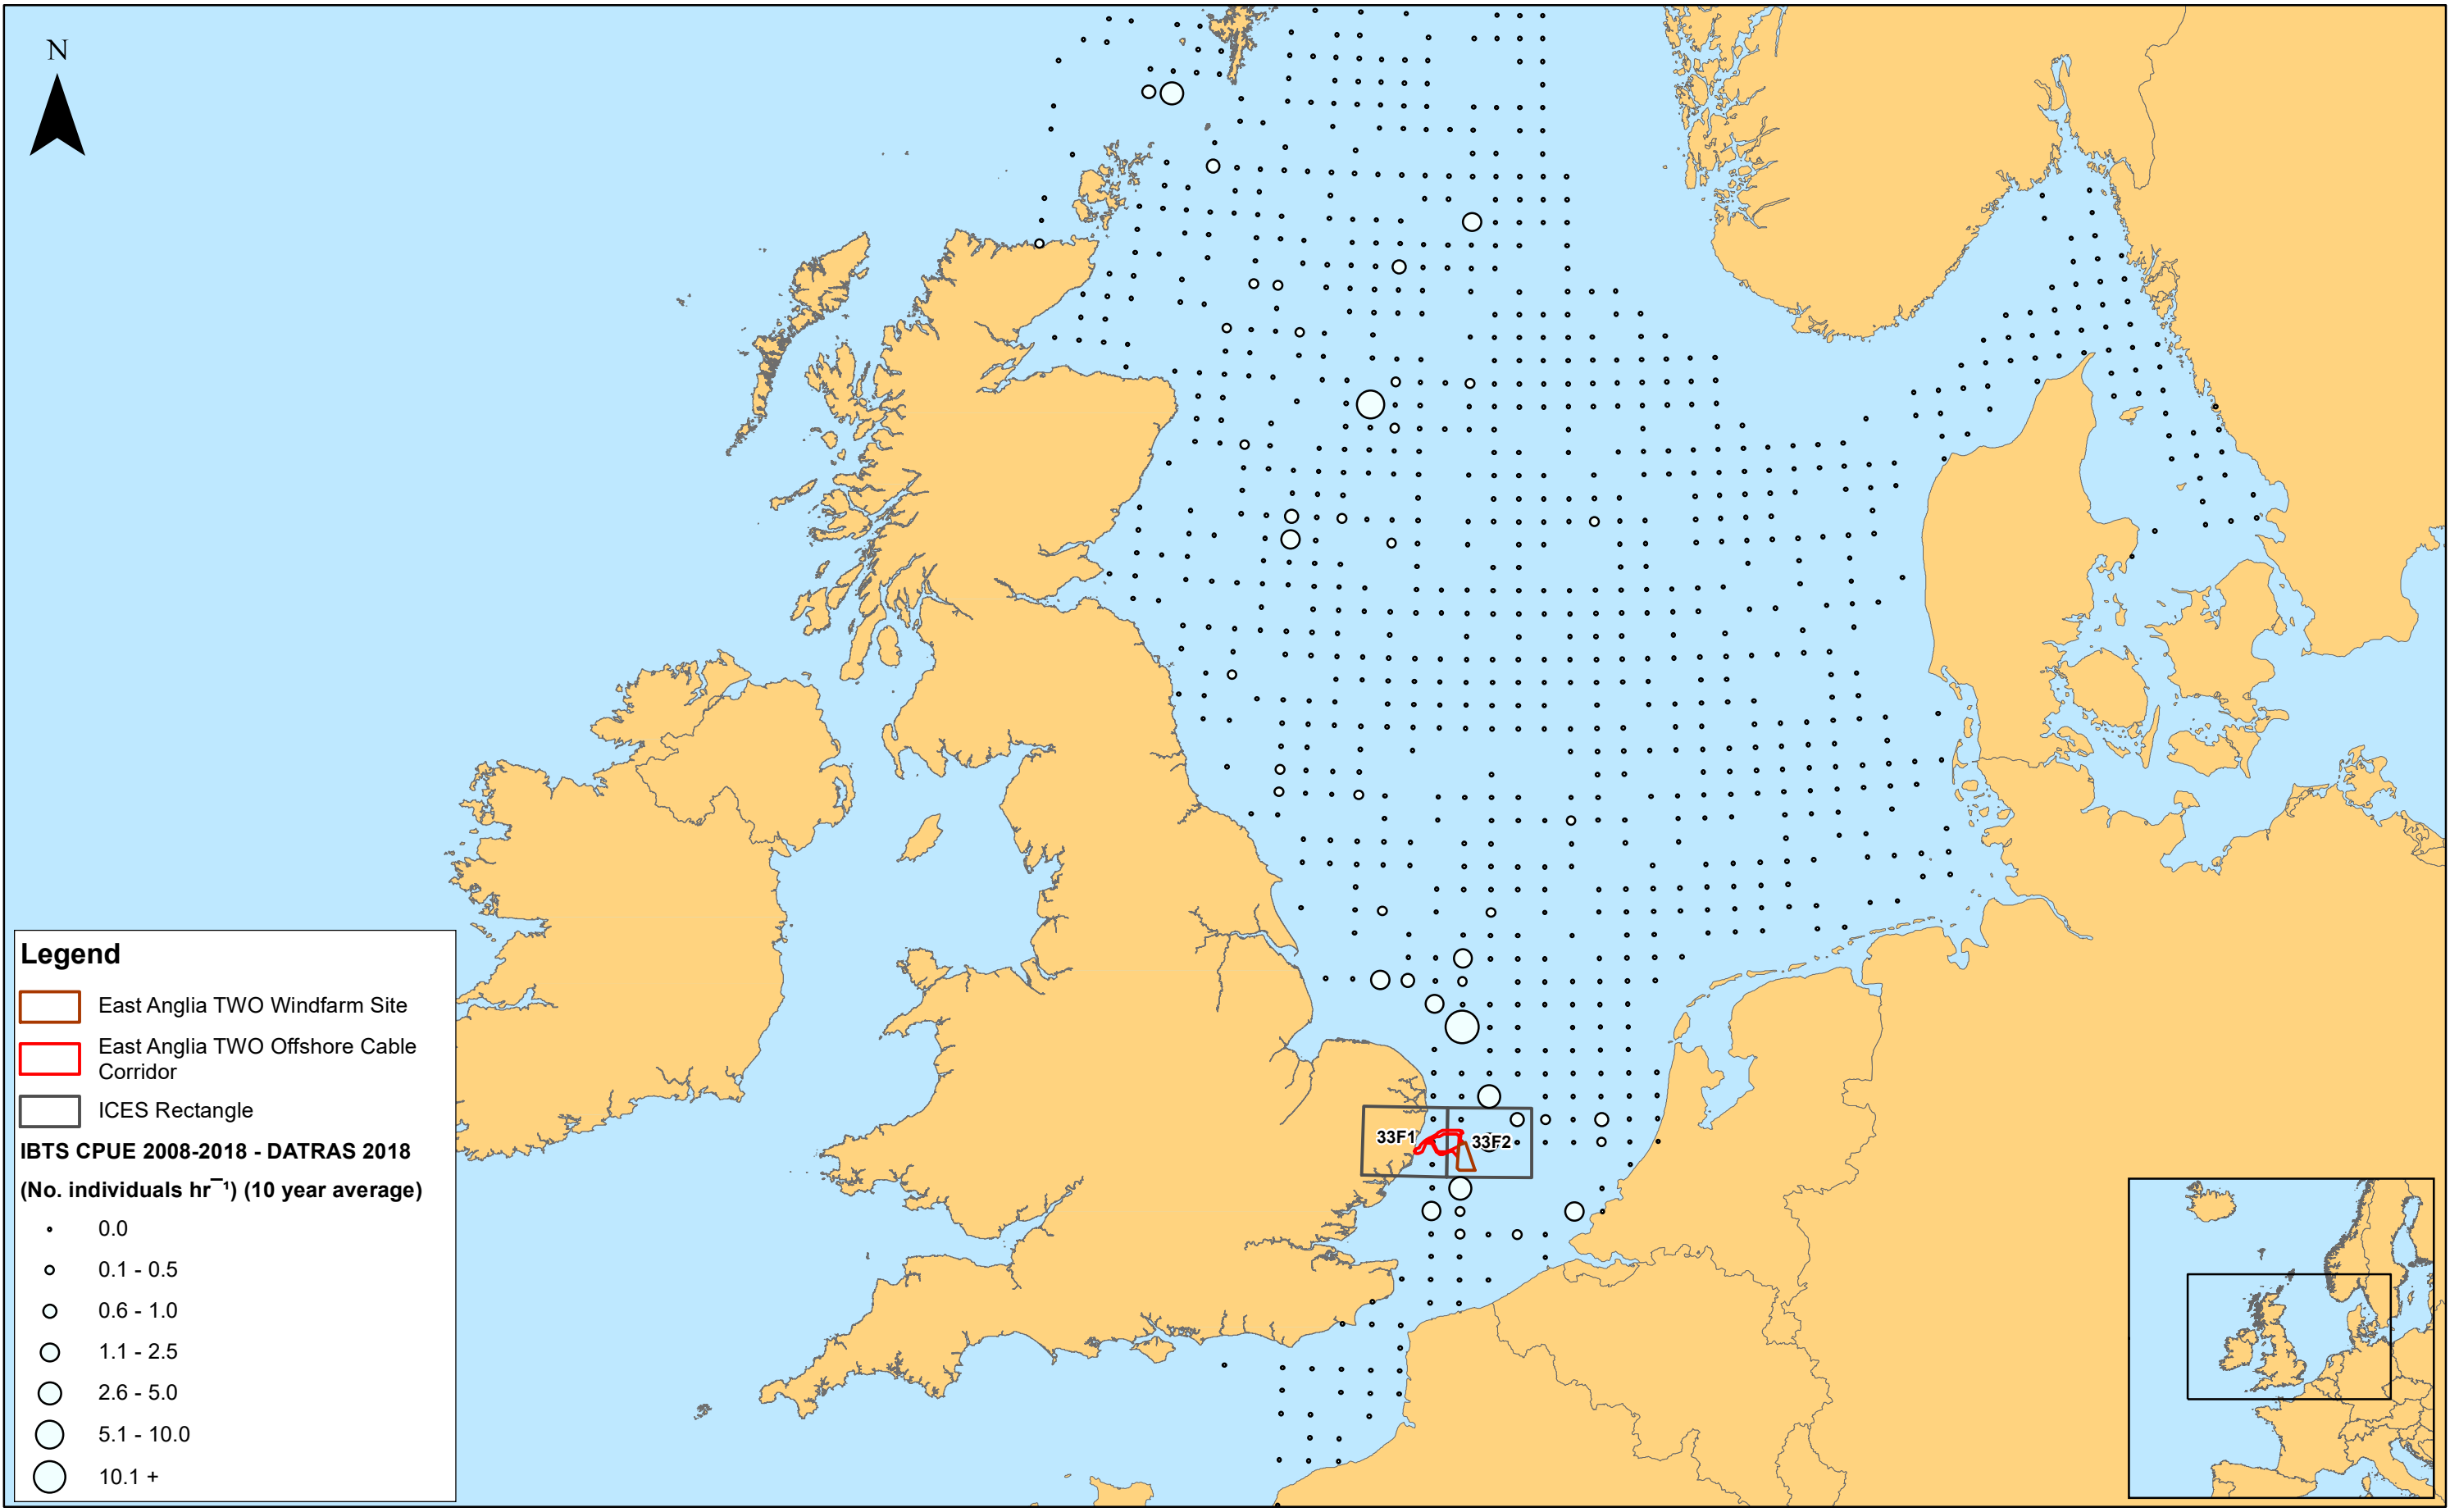 N
33F1
33F2
Legend
East Anglia TWO Windfarm Site
East Anglia TWO Offshore Cable
Corridor
ICES Rectangle
IBTS CPUE 2008-2018 - DATRAS 2018
(No. individuals hr⁻¹) (10 year average)
0.0
0.1 - 0.5
0.6 - 1.0
1.1 - 2.5
2.6 - 5.0
5.1 - 10.0
10.1 +